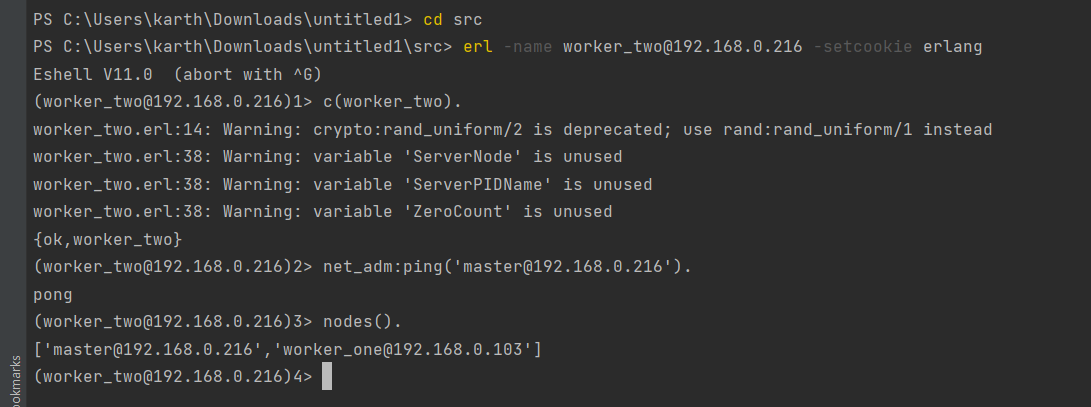 PS C:\Users\karth\Downloads\untitled1> cd src
PS C:\Users\karth\Downloads\untitled1\src> erl -name worker_two@192.168.0.216 -setcookie erlang
Eshell V11.0  (abort with ^G)
(worker_two@192.168.0.216)1> c(worker_two).
worker_two.erl:14: Warning: crypto:rand_uniform/2 is deprecated; use rand:rand_uniform/1 instead
worker_two.erl:38: Warning: variable 'ServerNode' is unused
worker_two.erl:38: Warning: variable 'ServerPIDName' is unused
worker_two.erl:38: Warning: variable 'ZeroCount' is unused
{ok,worker_two}
(worker_two@192.168.0.216)2> net_adm:ping('master@192.168.0.216').
pong
(worker_two@192.168.0.216)3> nodes().
['master@192.168.0.216','worker_one@192.168.0.103']
(worker_two@192.168.0.216)4>
ookmarks